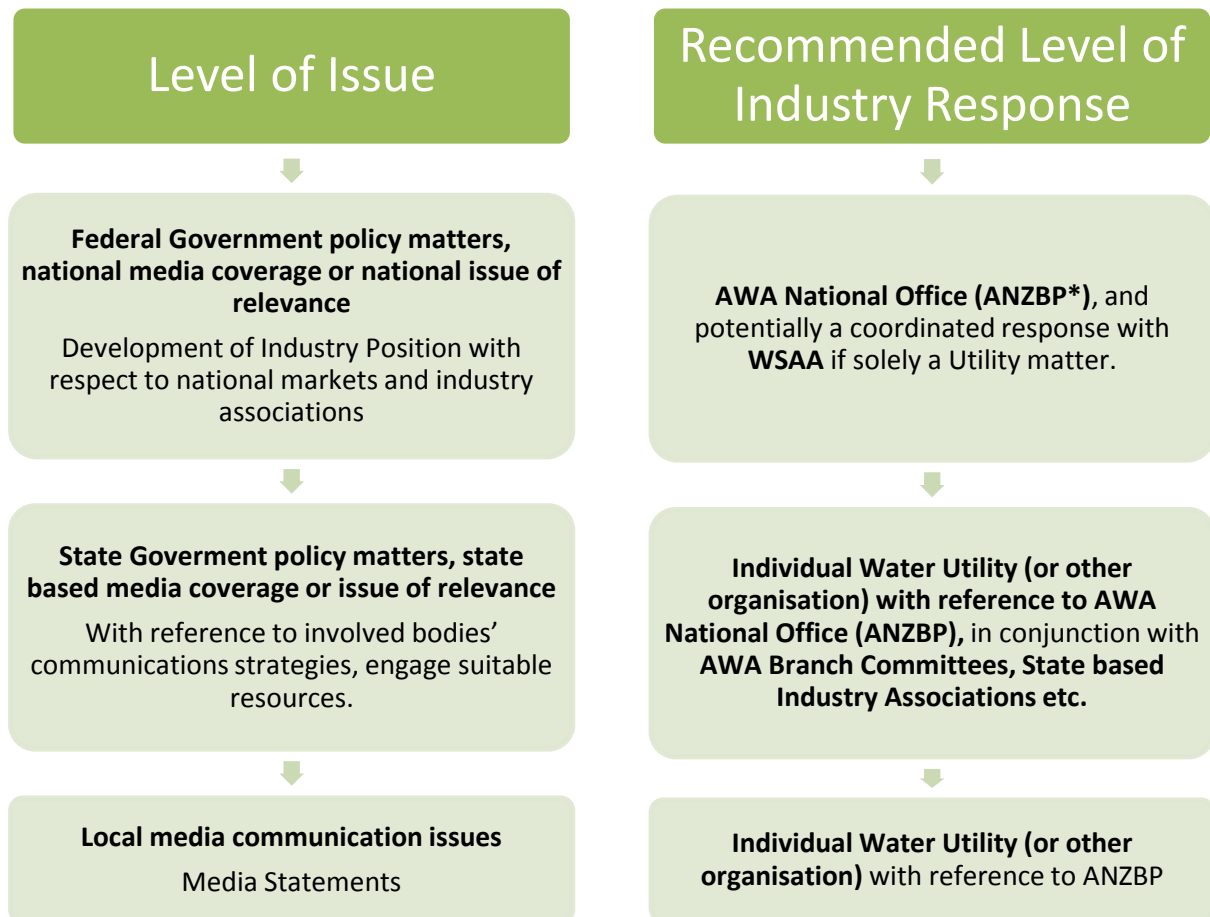 Level of Issue
Federal Government policy matters,
national media coverage or national issue of
relevance
Development of Industry Position with
respect to national markets and industry
associations
State Goverment policy matters, state
based media coverage or issue of relevance
With reference to involved bodies’
communications strategies, engage suitable
resources.
Local media communication issues
Media Statements
Recommended Level of
Industry Response
AWA National Office (ANZBP*), and
potentially a coordinated response with
WSAA if solely a Utility matter.
Individual Water Utility (or other
organisation) with reference to AWA
National Office (ANZBP), in conjunction with
AWA Branch Committees, State based
Industry Associations etc.
Individual Water Utility (or other
organisation) with reference to ANZBP